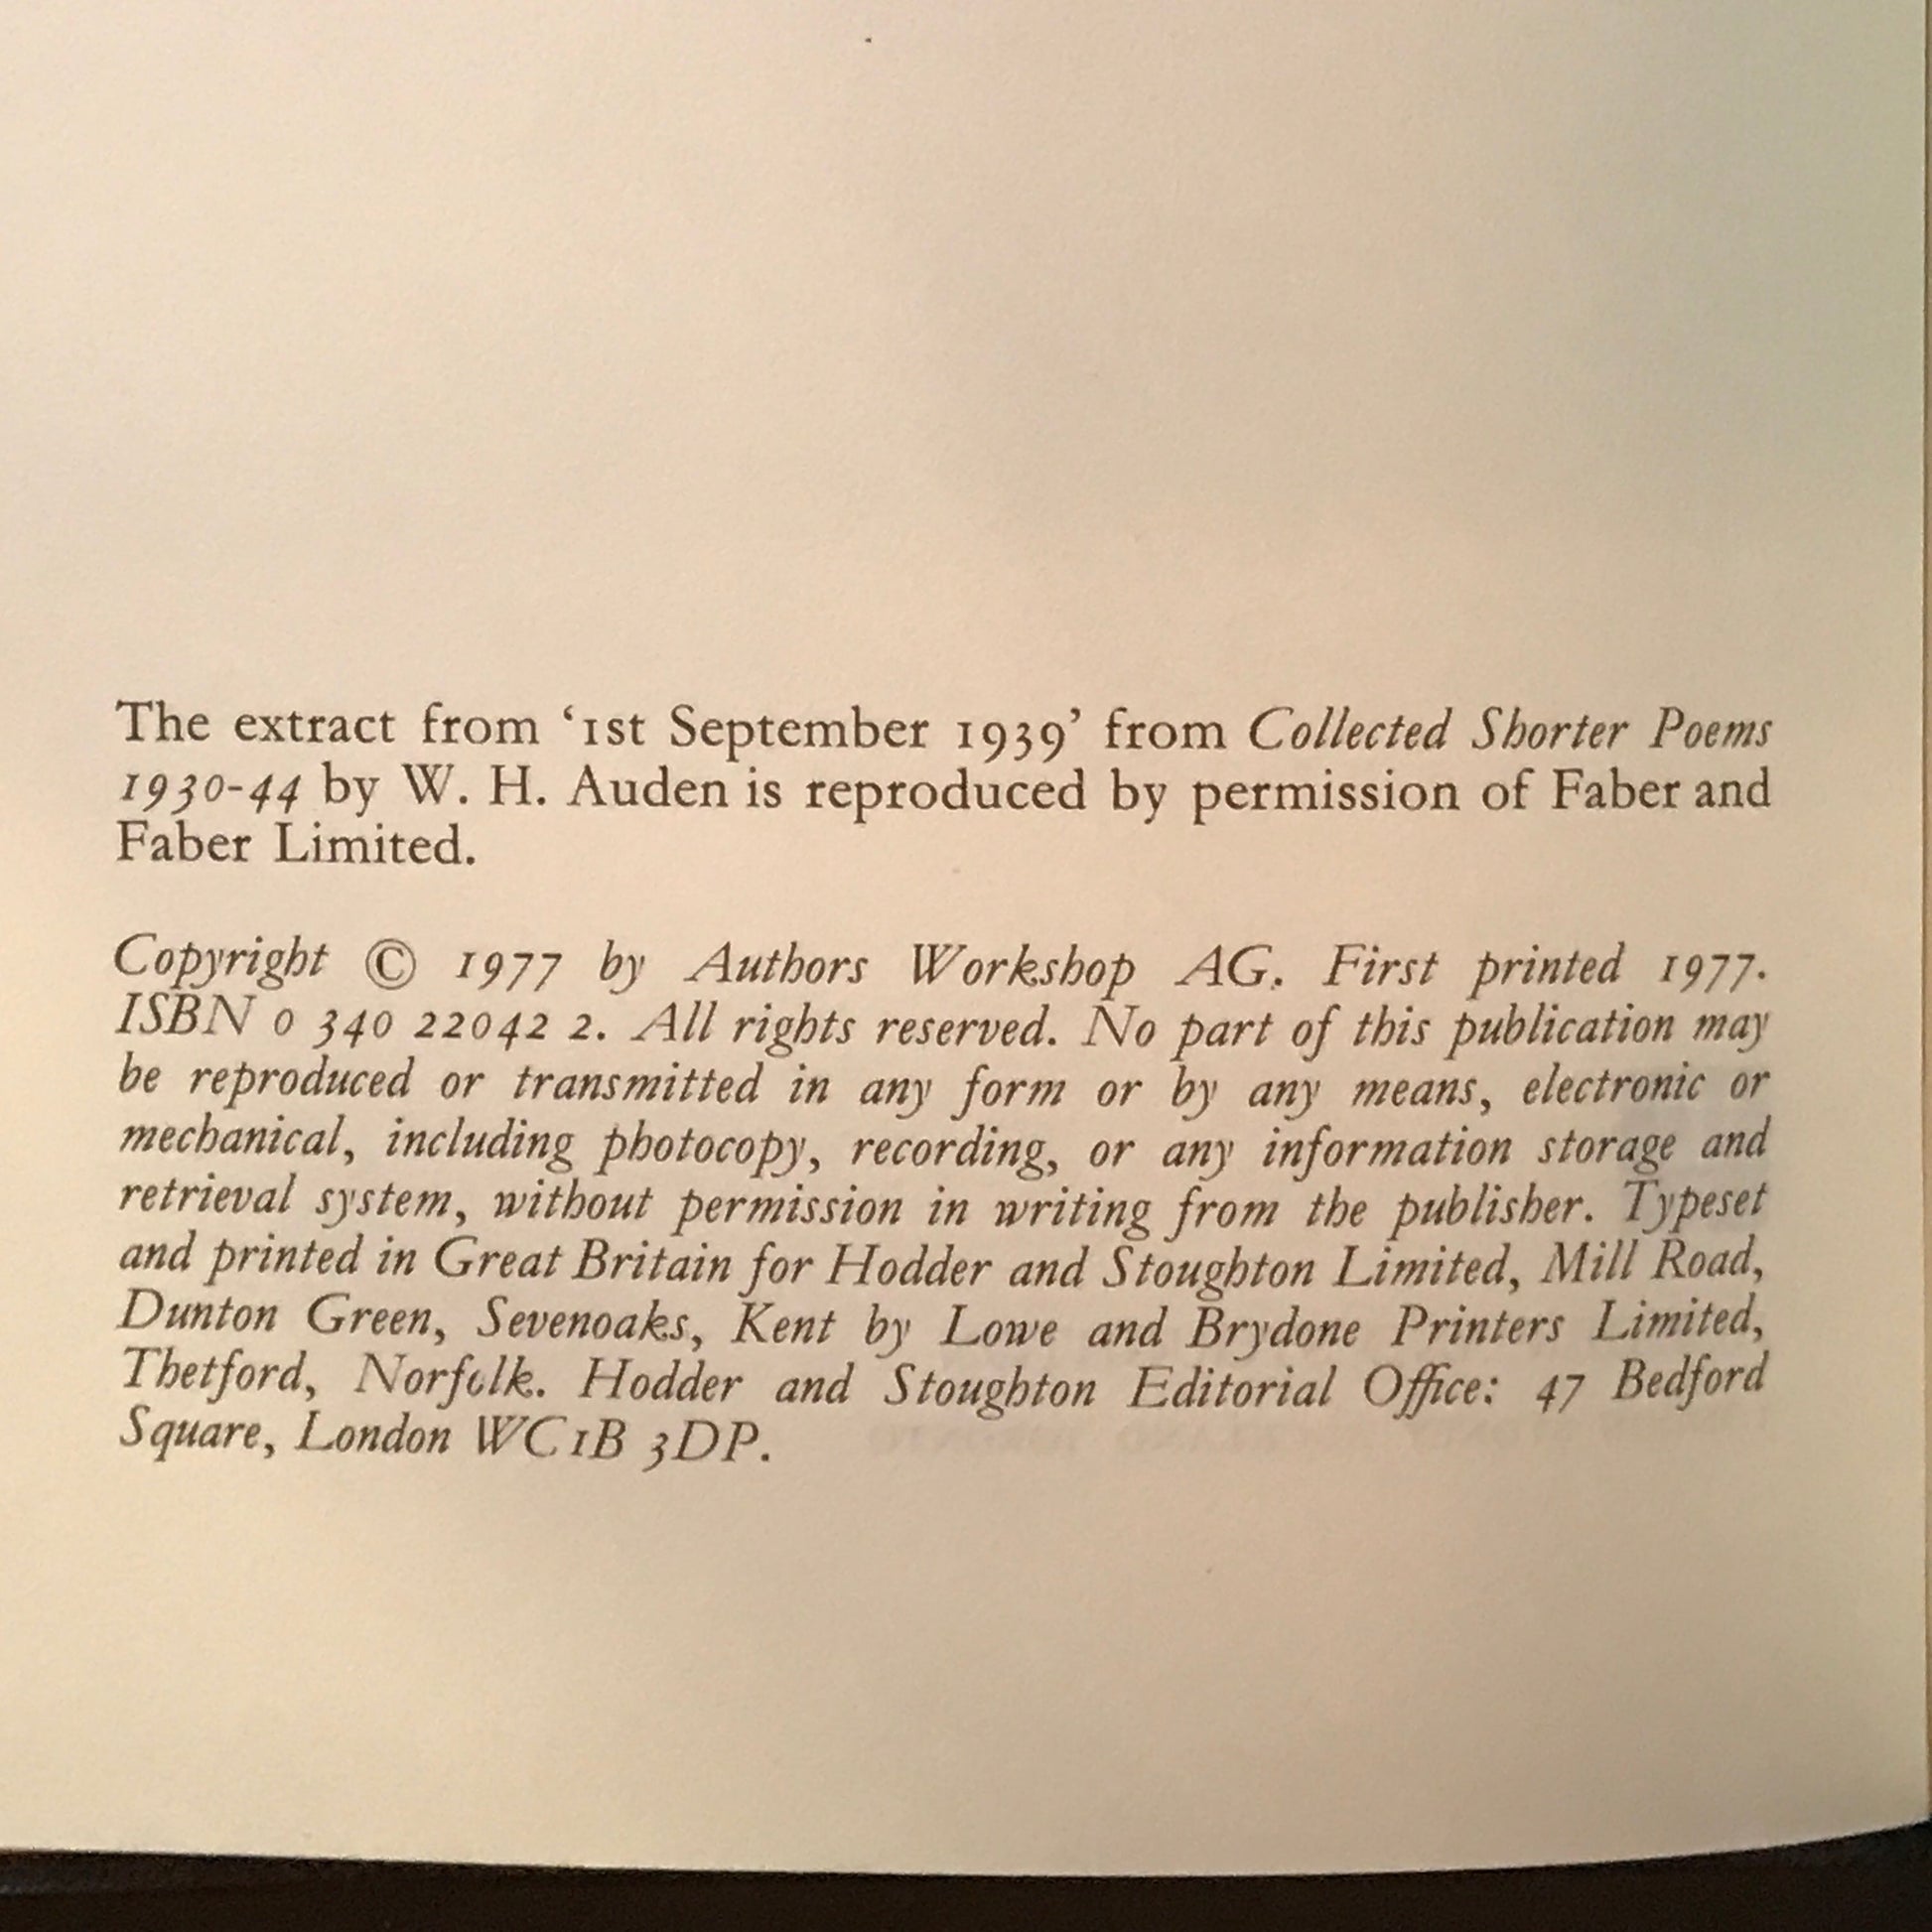 The extract from ‘1st September 1939’ from Collected Shorter Poems
1930-44 by W. H. Auden is reproduced by permission of Faber and
Faber Limited.
Copyright © 1977 by Authors Workshop AG. First printed 1977.
ISBN 0 340 22042 2. All rights reserved. No part of this publication may
be reproduced or transmitted in any form or by any means, electronic or
mechanical, including photocopy, recording, or any information storage and
retrieval system, without permission in writing from the publisher. Typeset
and printed in Great Britain for Hodder and Stoughton Limited, Mill Road,
Dunton Green, Sevenoaks, Kent by Lowe and Brydone Printers Limited,
Thetford, Norfolk. Hodder and Stoughton Editorial Office: 47 Bedford
Square, London WC1B 3DP.